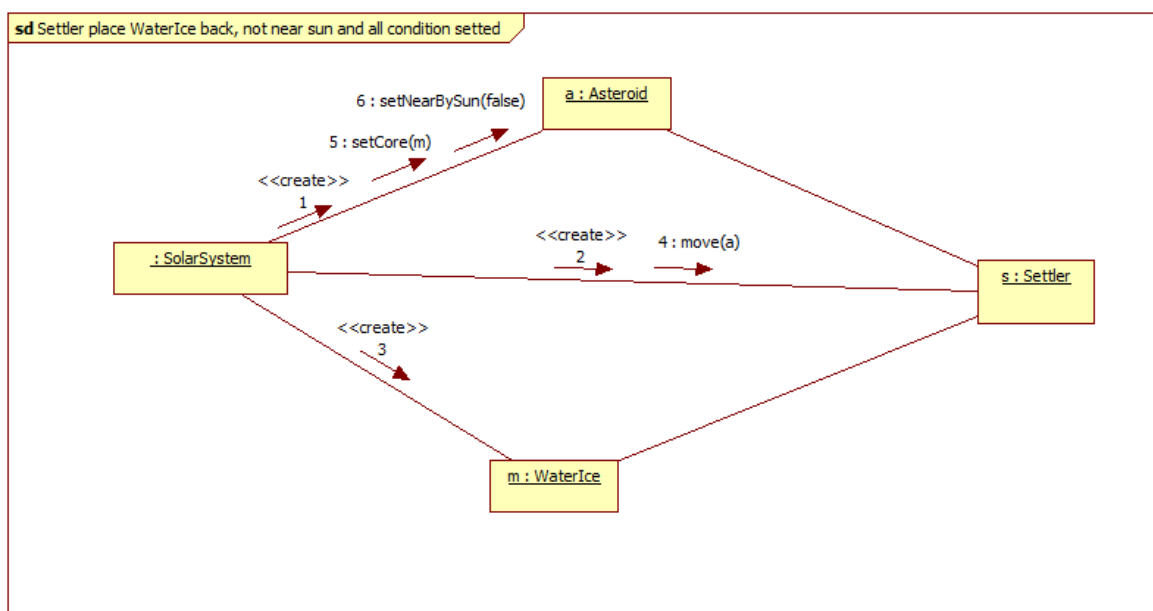 sd Settler place WaterIce back, not near sun and all condition setted
a : Asteroid
6 : setNearBySun(false)
5 : setCore(m)
<<create>>
1
: SolarSystem
<<create>>
2
4 : move(a)
s : Settler
<<create>>
3
m : WaterIce